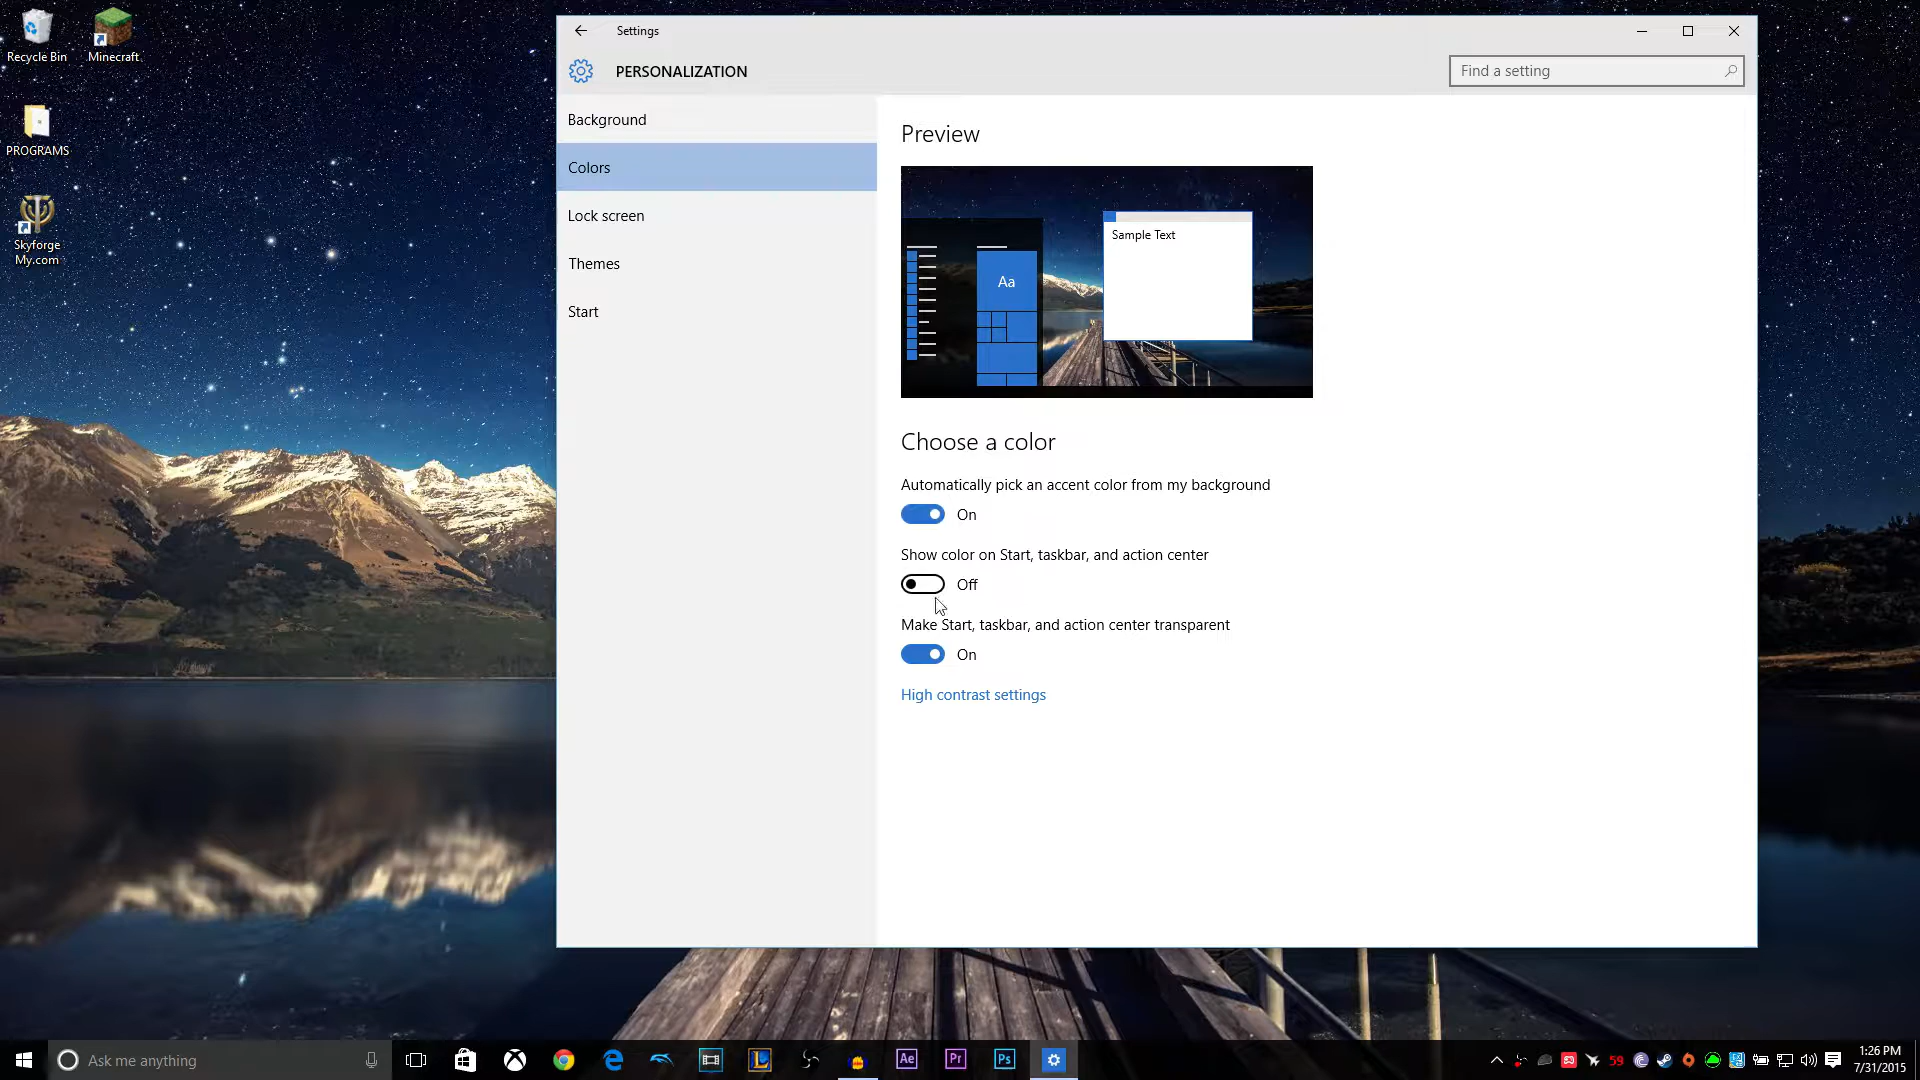 Recycle Bin
Minecraft
PROGRAMS
Skyforge
My.com
Settings
PERSONALIZATION
Find a setting
Background
Colors
Lock screen
Themes
Start
Preview
Aa
Sample Text
Choose a color
Automatically pick an accent color from my background
On
Show color on Start, taskbar, and action center
Off
Make Start, taskbar, and action center transparent
On
High contrast settings
Ask me anything
Ae
Pr
Ps
59
1:26 PM
7/31/2015